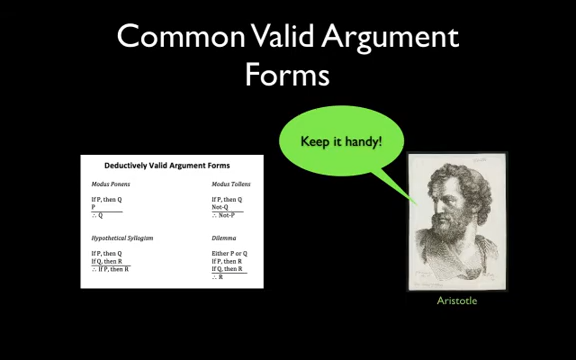 Common Valid Argument
Forms
Keep it handy!
Deductively Valid Argument Forms
Modus Ponens
If P, then Q
P
∴ Q
Modus Tollens
If P, then Q
Not-Q
∴ Not-P
Hypothetical Syllogism
If P, then Q
If Q, then R
∴ If P, then R
Dilemma
Either P or Q
If P, then R
If Q, then R
∴ R
Aristotle